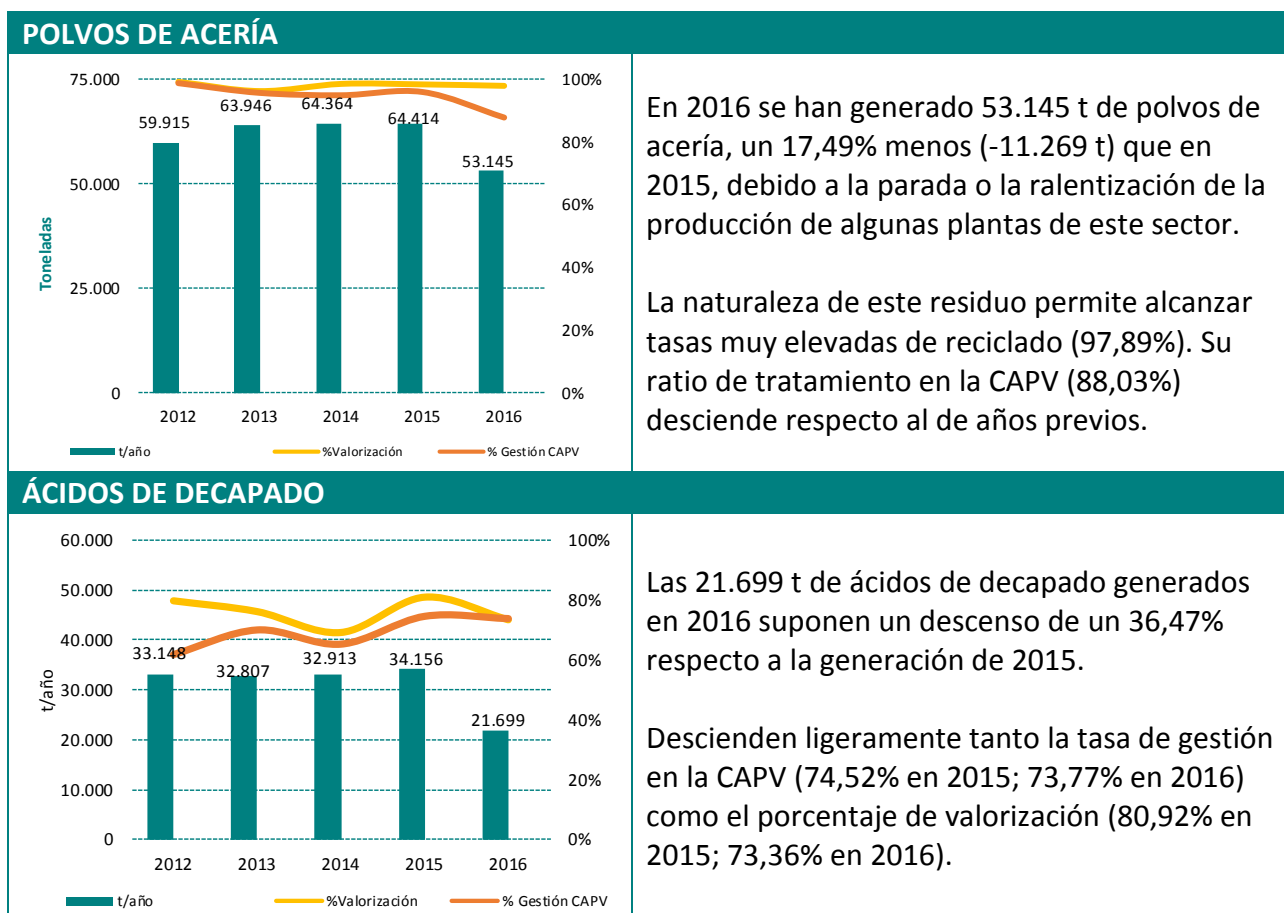 POLVOS DE ACERÍA
75.000
50.000
25.000
0
Toneladas
59.915
63.946
64.364
64.414
53.145
100%
80%
60%
40%
20%
0%
2012 2013 2014 2015 2016
t/año %Valorización % Gestión CAPV
En 2016 se han generado 53.145 t de polvos de
acería, un 17,49% menos (-11.269 t) que en
2015, debido a la parada o la ralentización de la
producción de algunas plantas de este sector.
La naturaleza de este residuo permite alcanzar
tasas muy elevadas de reciclado (97,89%). Su
ratio de tratamiento en la CAPV (88,03%)
desciende respecto al de años previos.
ÁCIDOS DE DECAPADO
60.000
50.000
40.000
30.000
20.000
10.000
0
t/año
33.148
32.807
32.913
34.156
21.699
100%
80%
60%
40%
20%
0%
2012 2013 2014 2015 2016
t/año %Valorización % Gestión CAPV
Las 21.699 t de ácidos de decapado generados
en 2016 suponen un descenso de un 36,47%
respecto a la generación de 2015.
Descienden ligeramente tanto la tasa de gestión
en la CAPV (74,52% en 2015; 73,77% en 2016)
como el porcentaje de valorización (80,92% en
2015; 73,36% en 2016).